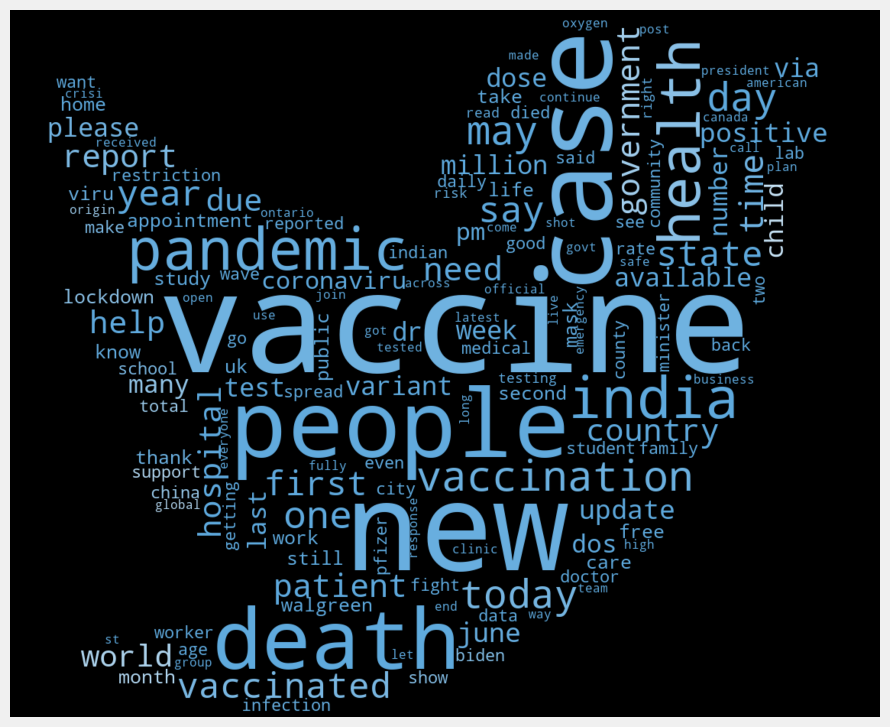 oxygen
post
made
want
crisi
home
please
received
report
restriction
viru
year
due
origin
appointment
ontario
make
reported
dose
take
continue
read
died
may
million
said
daily
life
risk
say
case
government
right
health
president
via
american
day
canada
positive
call
lab
plan
community
number
time
child
pm
come
shot
see
good
govt
rate
state
safe
pandemic
indian
need
study
wave
coronaviru
across
official
available
two
lockdown
open
join
vaccine
live
emergency
mask
help
use
public
got
dr
latest
week
county
minister
know
go
tested
medical
back
school
uk
many
test
spread
variant
testing
second
business
total
hospital
everyone
people
long
india
country
thank
fully
even
student
family
support
first
city
vaccination
china
global
getting
last
one
new
update
work
pfizer
response
clinic
dos
free
high
still
care
patient
fight
today
doctor
team
walgreen
end
data
way
st
worker
death
june
world
age
group
let
biden
month
vaccinated
show
infection